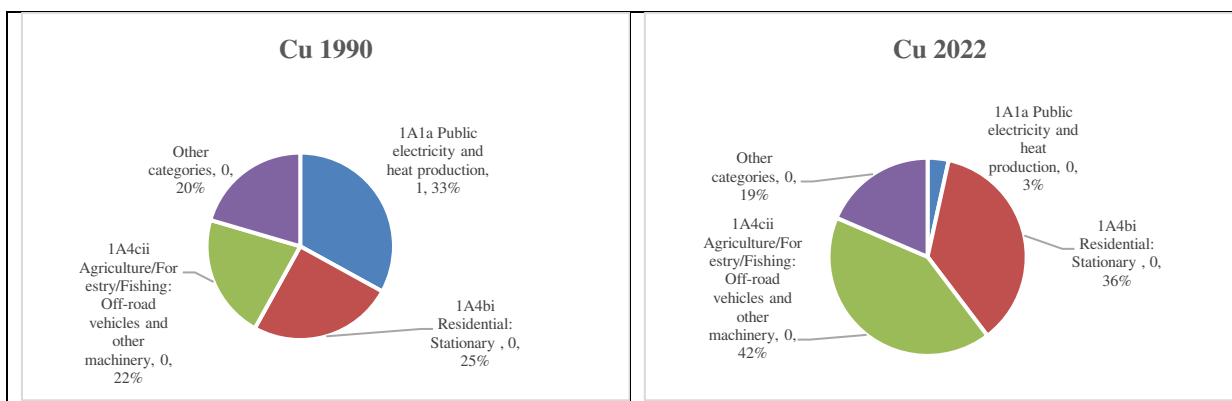 Cu 1990
1A1a Public
electricity and
heat production,
1, 33%
Other
categories, 0,
20%
1A4cii
Agriculture/For
estry/Fishing:
Off-road
vehicles and
other
machinery, 0,
22%
1A4bi
Residential:
Stationary , 0,
25%
Cu 2022
1A1a Public
electricity and
heat
production, 0,
3%
Other
categories, 0,
19%
1A4bi
Residential:
Stationary , 0,
36%
1A4cii
Agriculture/For
estry/Fishing:
Off-road
vehicles and
other
machinery, 0,
42%